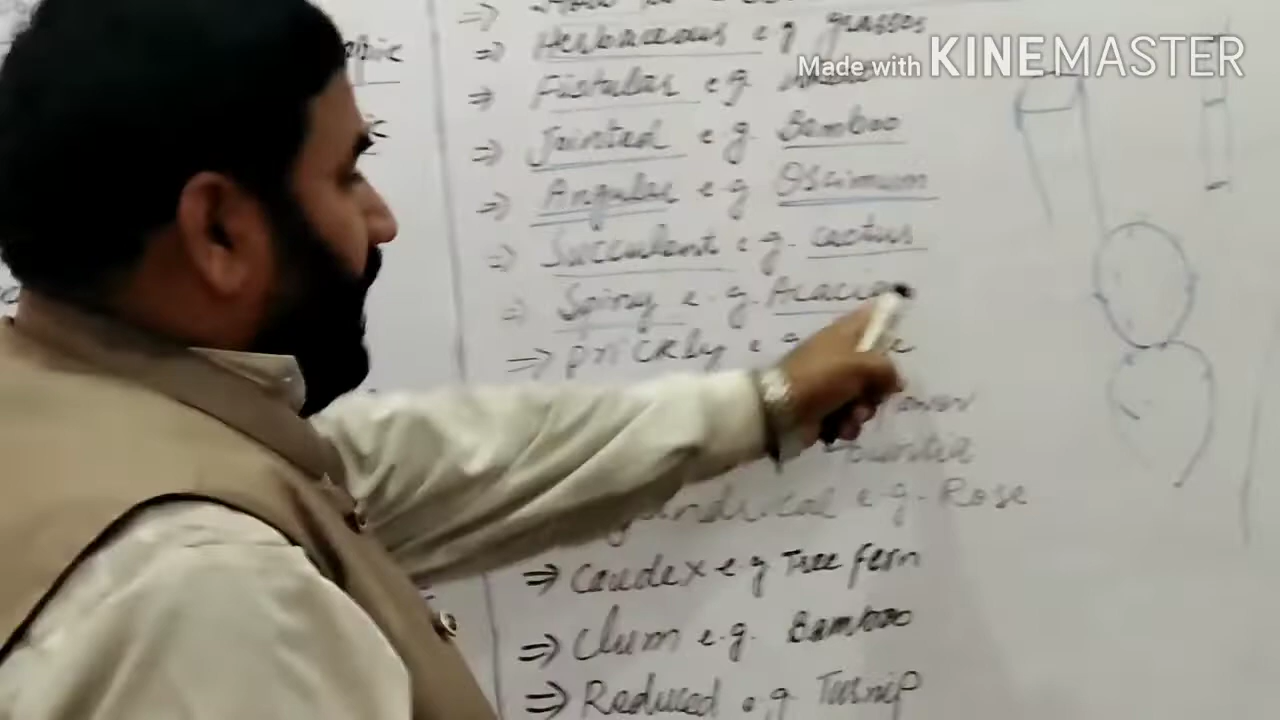 Made with KINEMASTER
⇒ Herbaceous e.g grasses
⇒ Fistular e.g.
⇒ Jointed e.g. Bamboo
⇒ Angular e.g Oscimum
⇒ Succulent e.g. cactus
⇒ Spiny e.g. Acacia
⇒ prickly e.g
e.g. Rose
⇒ Caudex e.g Tree fern
⇒ Clum e.g. Bamboo
⇒ Reduced e.g Turnip